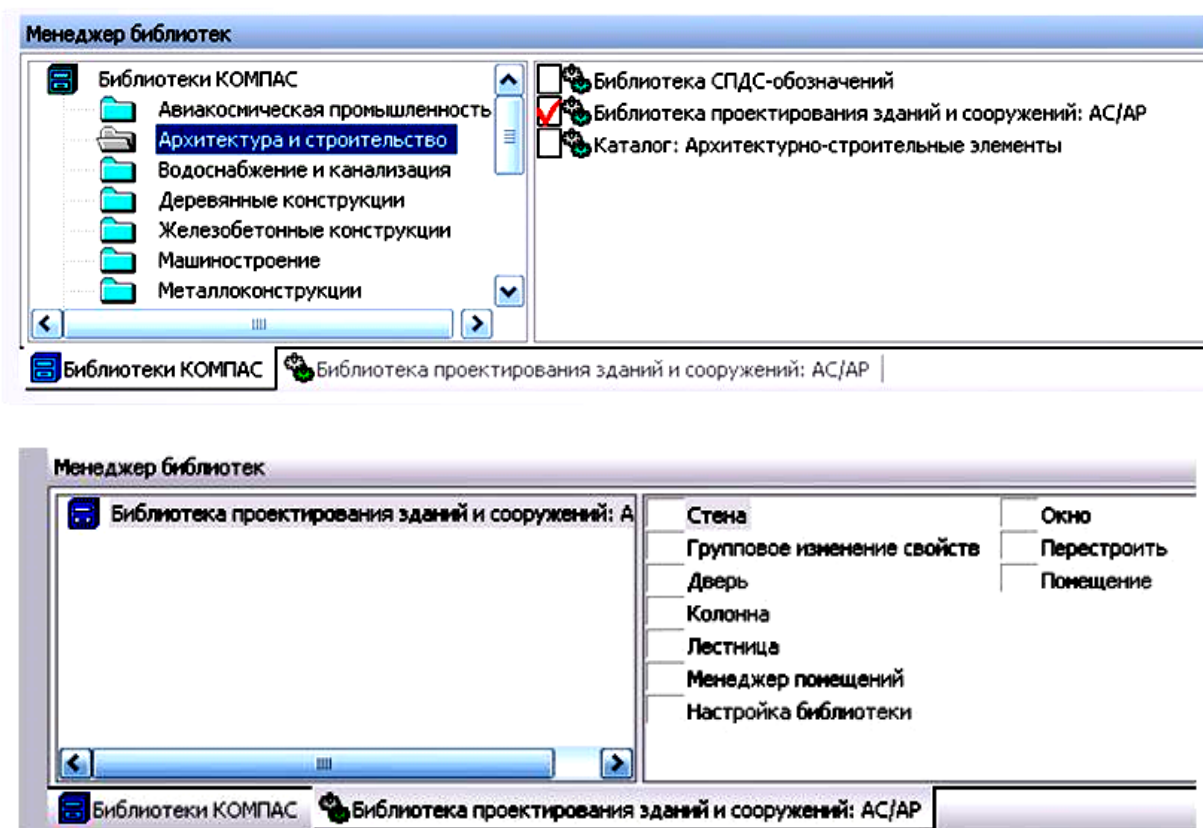 Менеджер библиотек
Библиотеки КОМПАС
Авиакосмическая промышленность
Архитектура и строительство
Водоснабжение и канализация
Деревянные конструкции
Железобетонные конструкции
Машиностроение
Металлоконструкции
Библиотека СПДС-обозначений
Библиотека проектирования зданий и сооружений: АС/АР
Каталог: Архитектурно-строительные элементы
Библиотеки КОМПАС Библиотека проектирования зданий и сооружений: АС/АР
Менеджер библиотек
Библиотека проектирования зданий и сооружений: А
Стена
Групповое изменение свойств
Дверь
Колонна
Лестница
Менеджер помещений
Настройка библиотеки
Окно
Перестроить
Помещение
Библиотеки КОМПАС Библиотека проектирования зданий и сооружений: АС/АР